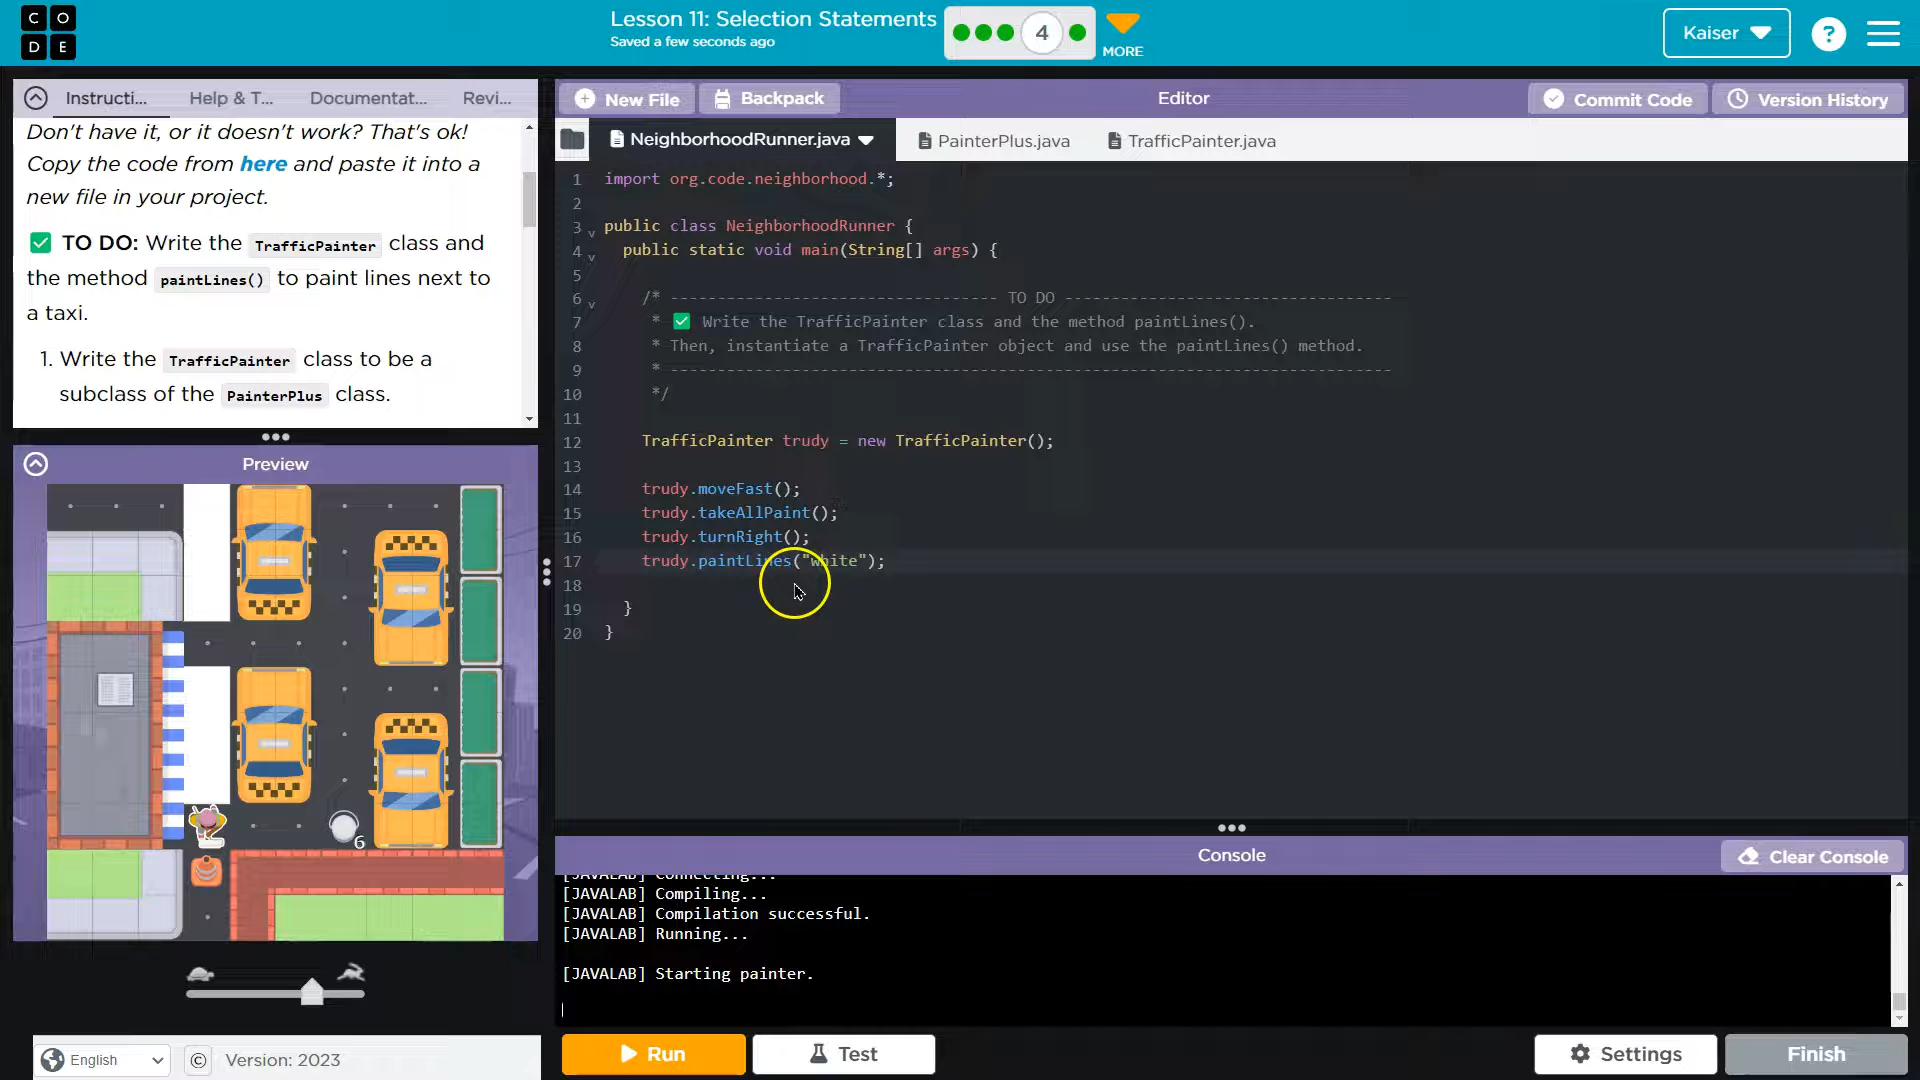 C O
D E
Lesson 11: Selection Statements
Saved a few seconds ago
4
MORE
Kaiser
?
Instructi...
Help & T...
Documentat...
Revi...
Don't have it, or it doesn't work? That's ok!
Copy the code from here and paste it into a
new file in your project.
TO DO: Write the TrafficPainter class and
the method paintLines() to paint lines next to
a taxi.
1. Write the TrafficPainter class to be a
subclass of the PainterPlus class.
Preview
6
English
©
Version: 2023
New File
Backpack
Editor
Commit Code
Version History
NeighborhoodRunner.java
PainterPlus.java
TrafficPainter.java
1 import org.code.neighborhood.*;
2
3 public class NeighborhoodRunner {
4 public static void main(String[] args) {
5
6 /* ---------------------------------- TO DO ----------------------------------
7 * ✅ Write the TrafficPainter class and the method paintLines().
8 * Then, instantiate a TrafficPainter object and use the paintLines() method.
9 * ---------------------------------------------------------------------------
10 */
11
12 TrafficPainter trudy = new TrafficPainter();
13
14 trudy.moveFast();
15 trudy.takeAllPaint();
16 trudy.turnRight();
17 trudy.paintLines("white");
18
19 }
20 }
Console
Clear Console
[JAVALAB] Connecting...
[JAVALAB] Compiling...
[JAVALAB] Compilation successful.
[JAVALAB] Running...
[JAVALAB] Starting painter.
Run
Test
Settings
Finish